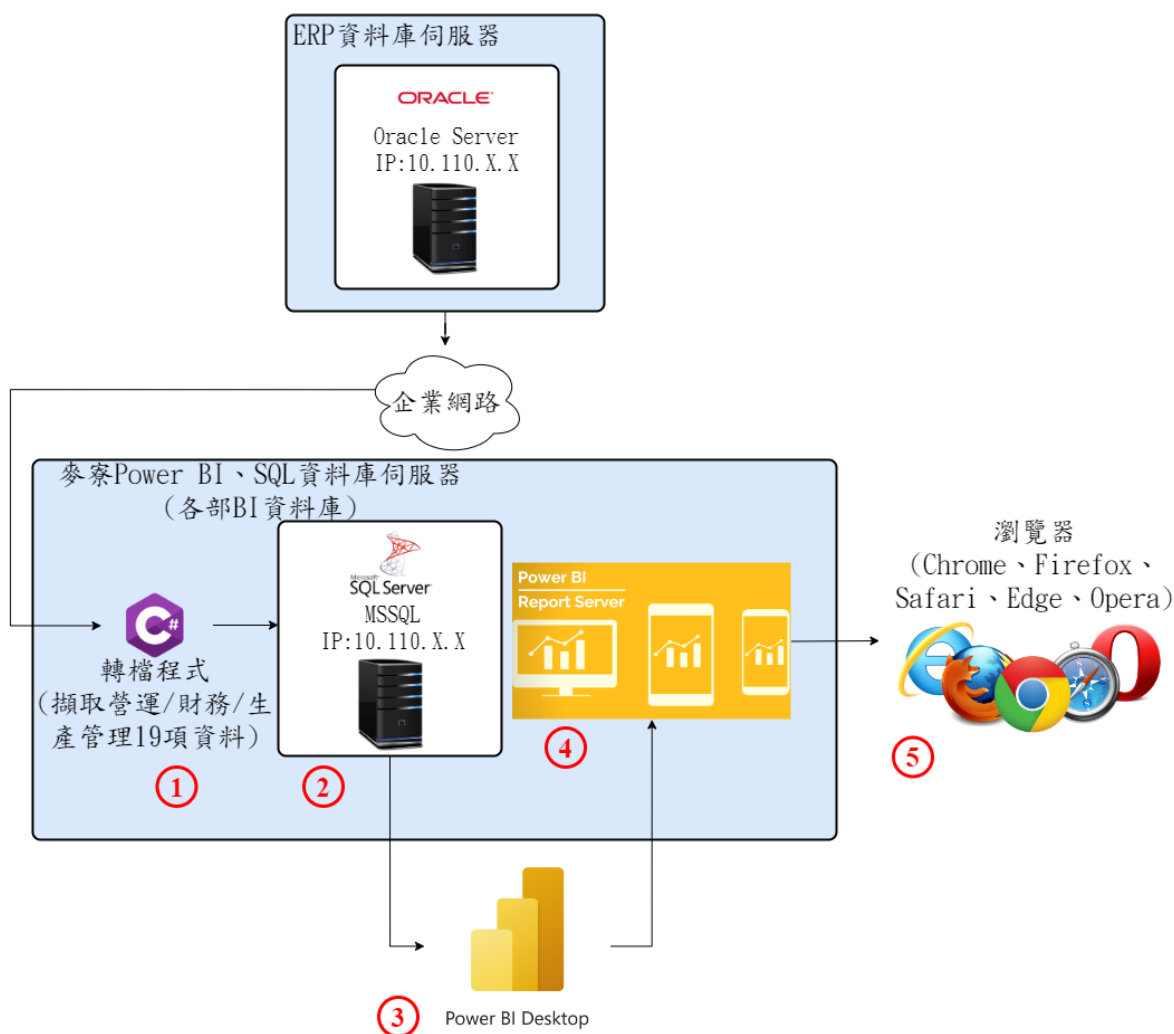 ERP資料庫伺服器
ORACLE
Oracle Server
IP:10.110.X.X
企業網路
麥寮Power BI、SQL資料庫伺服器
(各部BI資料庫)
C#
轉檔程式
(擷取營運/財務/生
產管理19項資料)
1
Microsoft
SQL Server
MSSQL
IP:10.110.X.X
2
Power BI
Report Server
4
瀏覽器
(Chrome、Firefox、
Safari、Edge、Opera)
5
3
Power BI Desktop